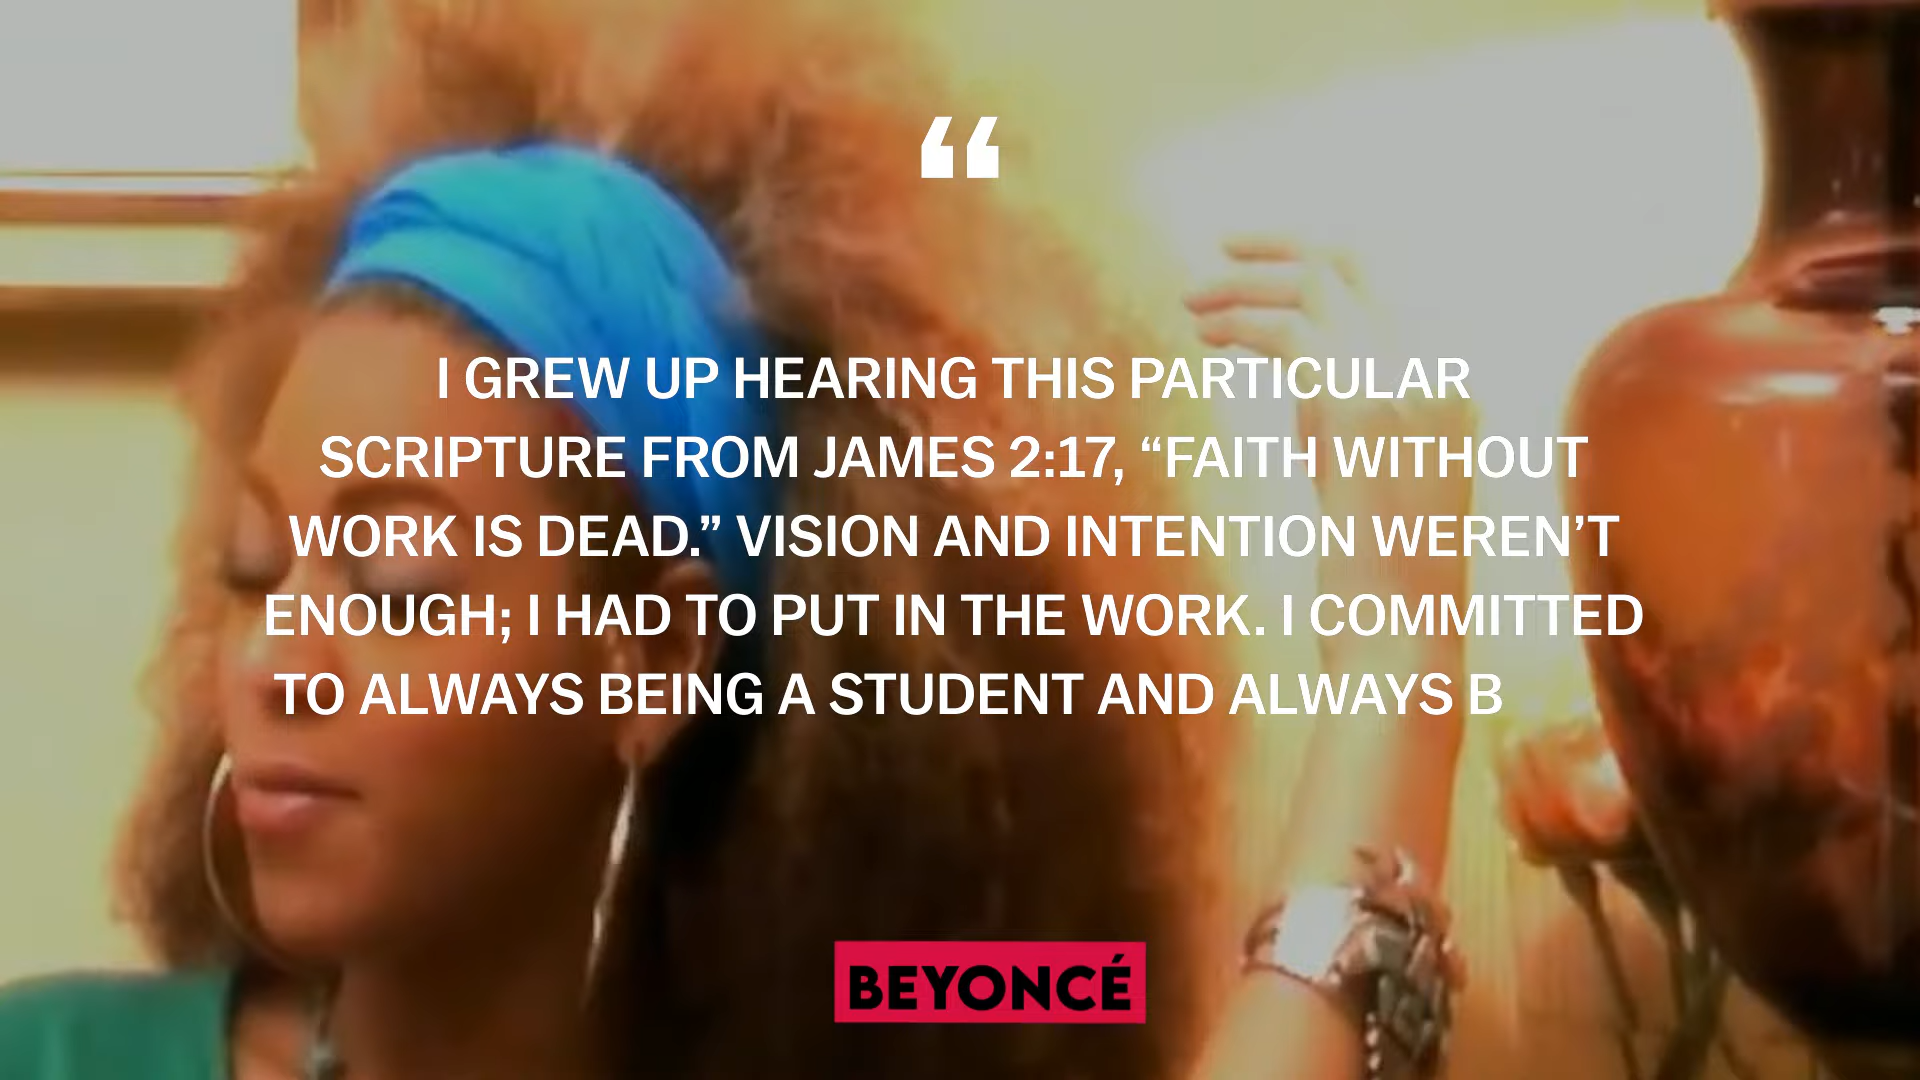 “
I GREW UP HEARING THIS PARTICULAR
SCRIPTURE FROM JAMES 2:17, “FAITH WITHOUT
WORK IS DEAD.” VISION AND INTENTION WEREN’T
ENOUGH; I HAD TO PUT IN THE WORK. I COMMITTED
TO ALWAYS BEING A STUDENT AND ALWAYS B
BEYONCÉ